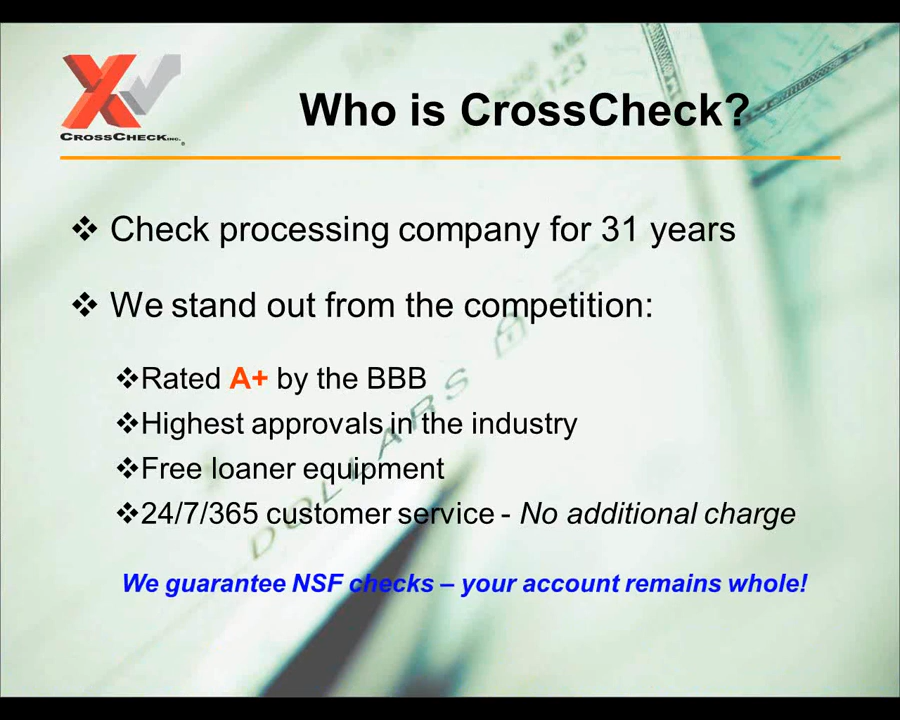 CROSSCHECK INC.®
Who is CrossCheck?
❖ Check processing company for 31 years
❖ We stand out from the competition:
❖Rated A+ by the BBB
❖Highest approvals in the industry
❖Free loaner equipment
❖24/7/365 customer service - No additional charge
We guarantee NSF checks – your account remains whole!
DOLLARS